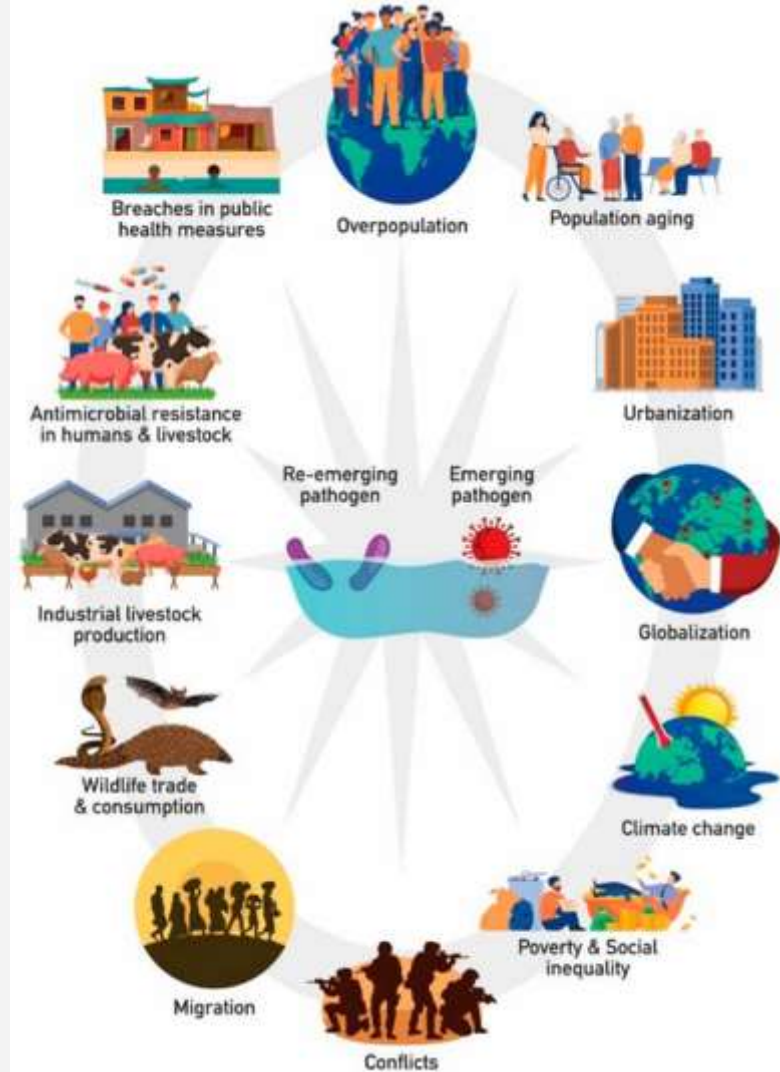 Overpopulation
Population aging
Urbanization
Globalization
Climate change
Poverty & Social
inequality
Conflicts
Migration
Wildlife trade
& consumption
Industrial livestock
production
Antimicrobial resistance
in humans & livestock
Breaches in public
health measures
Re-emerging
pathogen
Emerging
pathogen